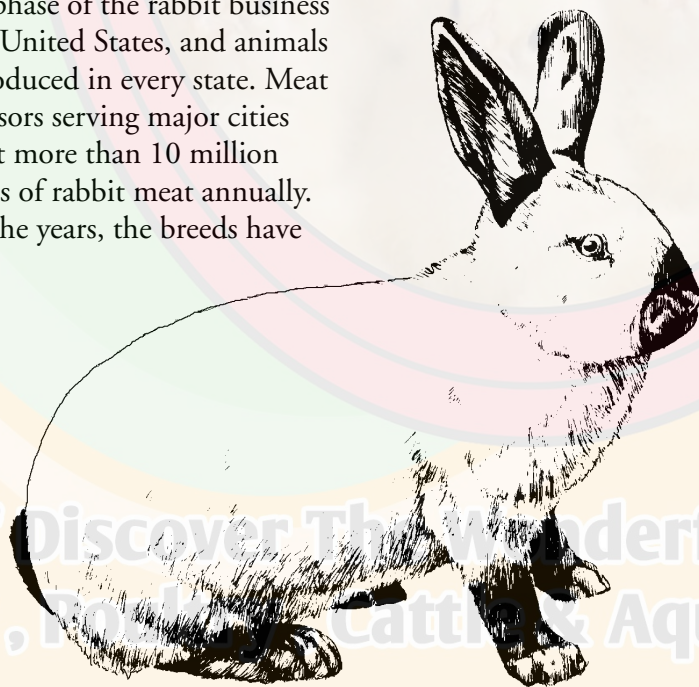 phase of the rabbit business
United States, and animals
oduced in every state. Meat
sors serving major cities
t more than 10 million
s of rabbit meat annually.
he years, the breeds have
Discover The Wonderf
, Poultry Cattle & Aqu